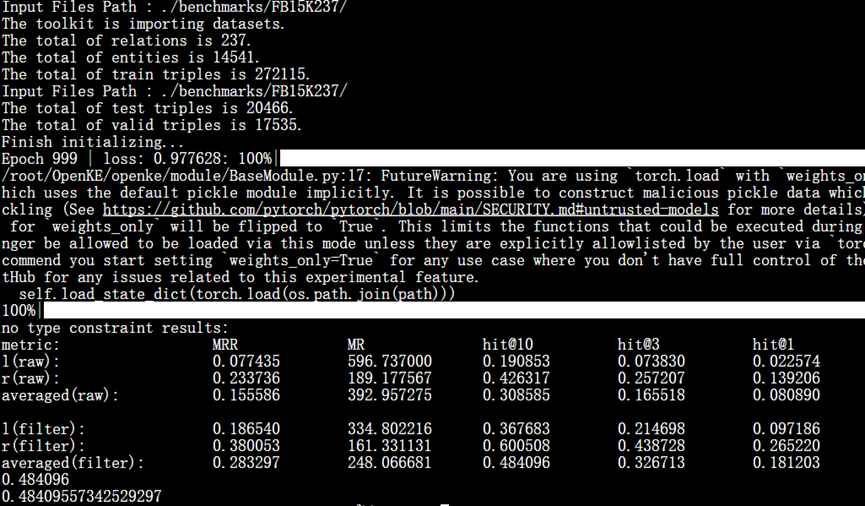 Input Files Path : ./benchmarks/FB15K237/
The toolkit is importing datasets.
The total of relations is 237.
The total of entities is 14541.
The total of train triples is 272115.
Input Files Path : ./benchmarks/FB15K237/
The total of test triples is 20466.
The total of valid triples is 17535.
Finish initializing...
Epoch 999 | loss: 0.977628: 100%|
/root/OpenKE/openke/module/BaseModule.py:17: FutureWarning: You are using `torch.load` with `weights_on
hich uses the default pickle module implicitly. It is possible to construct malicious pickle data which
ckling (See https://github.com/pytorch/pytorch/blob/main/SECURITY.md#untrusted-models for more details)
for `weights_only` will be flipped to `True`. This limits the functions that could be executed during
nger be allowed to be loaded via this mode unless they are explicitly allowlisted by the user via `torc
commend you start setting `weights_only=True` for any use case where you don't have full control of the
tHub for any issues related to this experimental feature.
self.load_state_dict(torch.load(os.path.join(path)))
100%|
no type constraint results:
metric: MRR MR hit@10 hit@3 hit@1
l(raw): 0.077435 596.737000 0.190853 0.073830 0.022574
r(raw): 0.233736 189.177567 0.426317 0.257207 0.139206
averaged(raw): 0.155586 392.957275 0.308585 0.165518 0.080890
l(filter): 0.186540 334.802216 0.367683 0.214698 0.097186
r(filter): 0.380053 161.331131 0.600508 0.438728 0.265220
averaged(filter): 0.283297 248.066681 0.484096 0.326713 0.181203
0.484096
0.48409557342529297